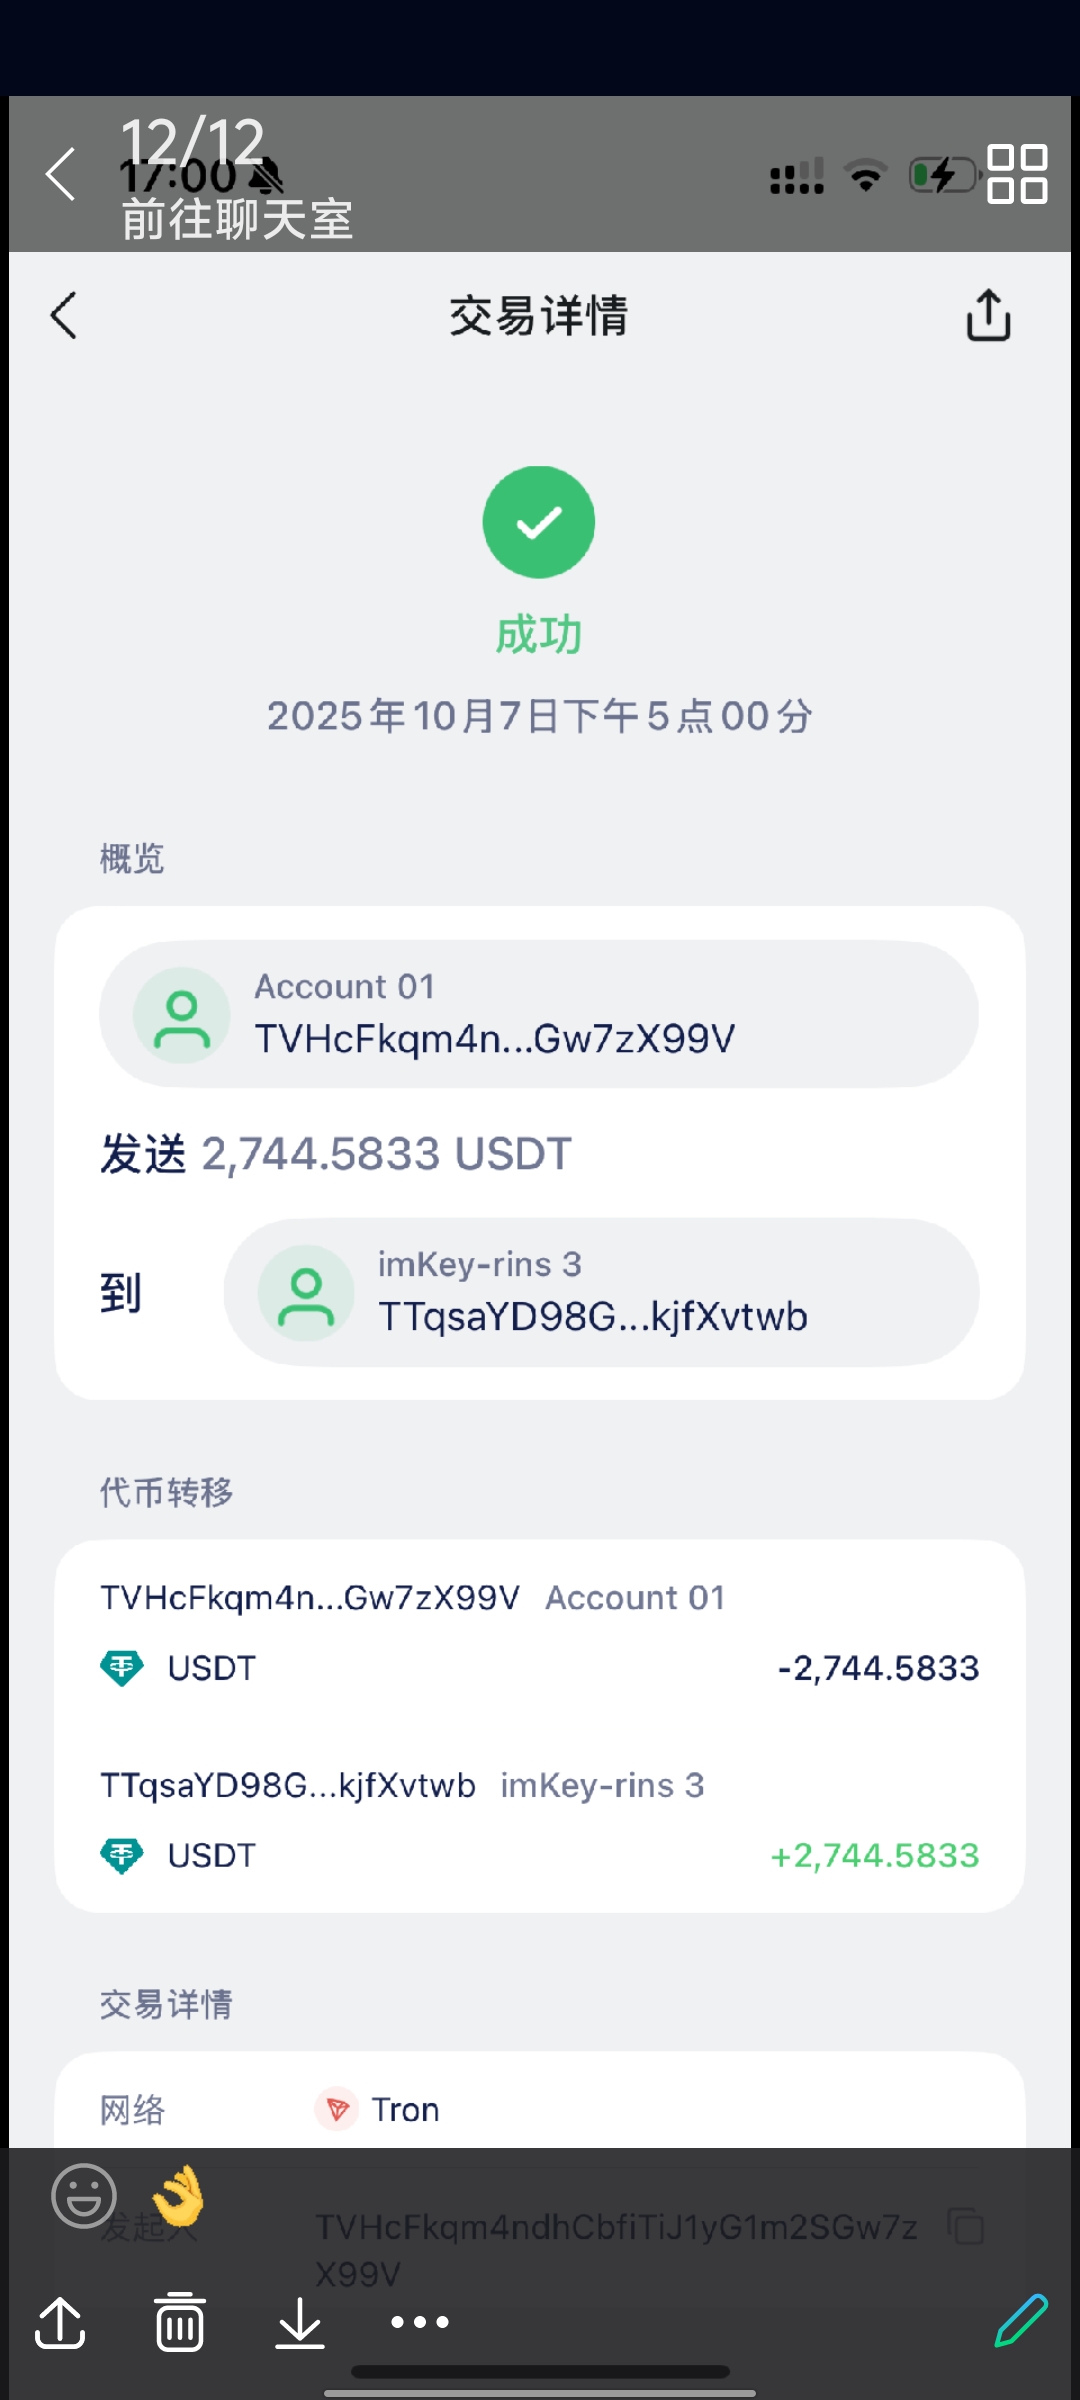 12/12
17:00
前往聊天室
交易详情
成功
2025年10月7日下午5点00分
概览
Account 01
TVHcFkqm4n...Gw7zX99V
发送 2,744.5833 USDT
到
imKey-rins 3
TTqsaYD98G...kjfXvtwb
代币转移
TVHcFkqm4n...Gw7zX99V Account 01
USDT -2,744.5833
TTqsaYD98G...kjfXvtwb imKey-rins 3
USDT +2,744.5833
交易详情
网络 Tron
发起人 TVHcFkqm4ndhCbfiTiJ1yG1m2SGw7z
X99V